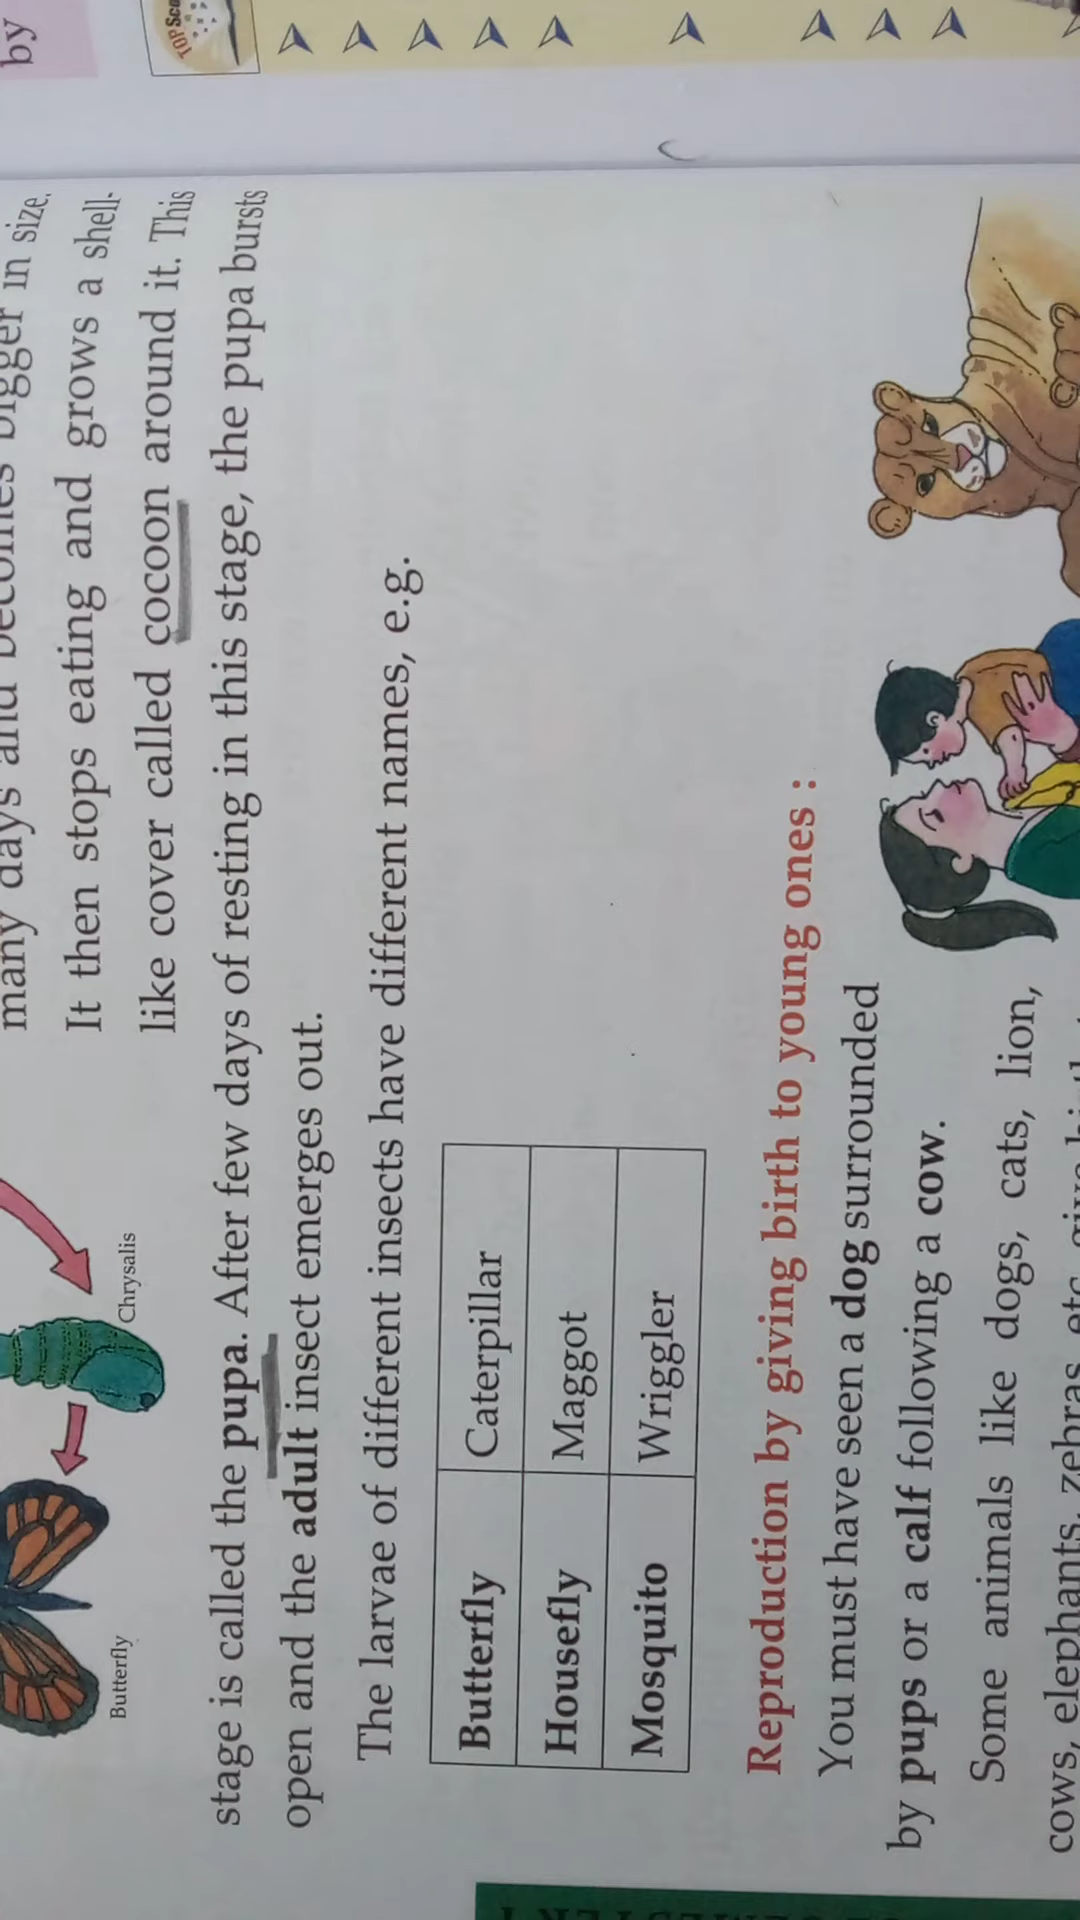 many days and becomes bigger in size.
It then stops eating and grows a shell-
like cover called cocoon around it. This
stage is called the pupa. After few days of resting in this stage, the pupa bursts
open and the adult insect emerges out.
Butterfly
Chrysalis
The larvae of different insects have different names, e.g.
Butterfly Caterpillar
Housefly Maggot
Mosquito Wriggler
Reproduction by giving birth to young ones :
You must have seen a dog surrounded
by pups or a calf following a cow.
Some animals like dogs, cats, lion,
cows, elephants, zebras etc. give
by
TOP